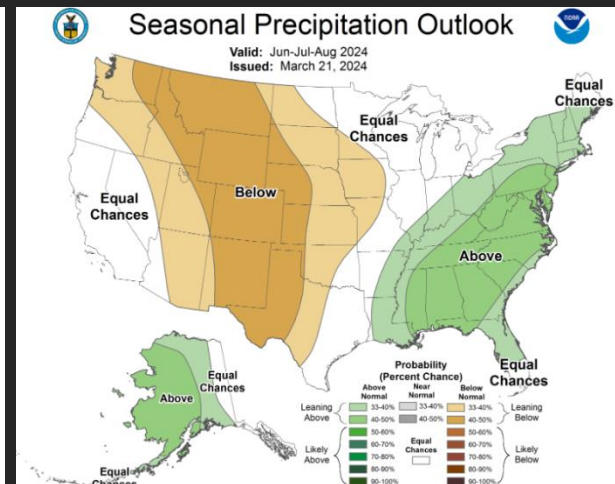 Seasonal Precipitation Outlook
Valid: Jun-Jul-Aug 2024
Issued: March 21, 2024
NOAA
Equal
Chances
Equal
Chances
Equal
Chances
Below
Above
Equal
Chances
Above
Equal
Chances
Equal
Chances
Probability
(Percent Chance)
Above Normal
Near Normal
Below Normal
Leaning Above
33-40% 33-40% 33-40%
Leaning Below
40-50% 40-50% 40-50%
Likely Above
50-60% 50-60%
60-70% 60-70%
70-80% 70-80%
80-90% 80-90%
90-100% 90-100%
Equal Chances
Likely Below